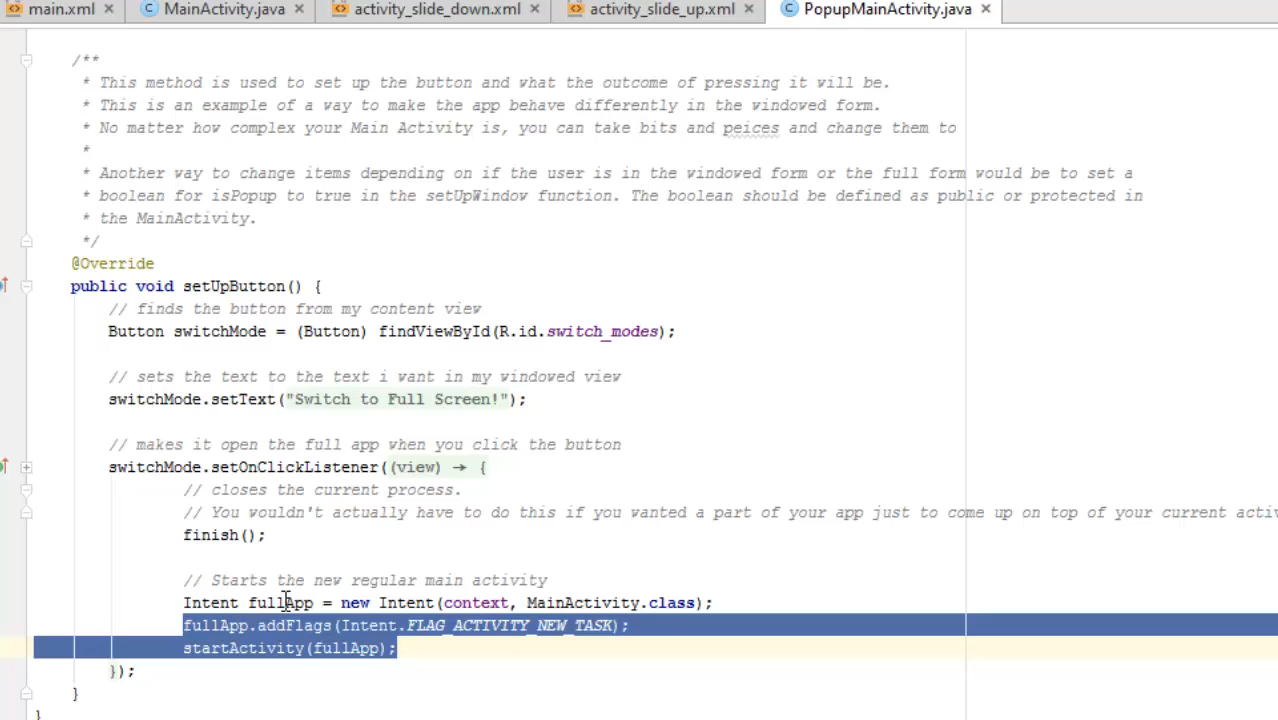 main.xml MainActivity.java activity_slide_down.xml activity_slide_up.xml PopupMainActivity.java
/**
* This method is used to set up the button and what the outcome of pressing it will be.
* This is an example of a way to make the app behave differently in the windowed form.
* No matter how complex your Main Activity is, you can take bits and peices and change them to
*
* Another way to change items depending on if the user is in the windowed form or the full form would be to set a
* boolean for isPopup to true in the setUpWindow function. The boolean should be defined as public or protected in
* the MainActivity.
*/
@Override
public void setUpButton() {
// finds the button from my content view
Button switchMode = (Button) findViewById(R.id.switch_modes);
// sets the text to the text i want in my windowed view
switchMode.setText("Switch to Full Screen!");
// makes it open the full app when you click the button
switchMode.setOnClickListener((view) → {
// closes the current process.
// You wouldn't actually have to do this if you wanted a part of your app just to come up on top of your current activ
finish();
// Starts the new regular main activity
Intent fullApp = new Intent(context, MainActivity.class);
fullApp.addFlags(Intent.FLAG_ACTIVITY_NEW_TASK);
startActivity(fullApp);
});
}
}